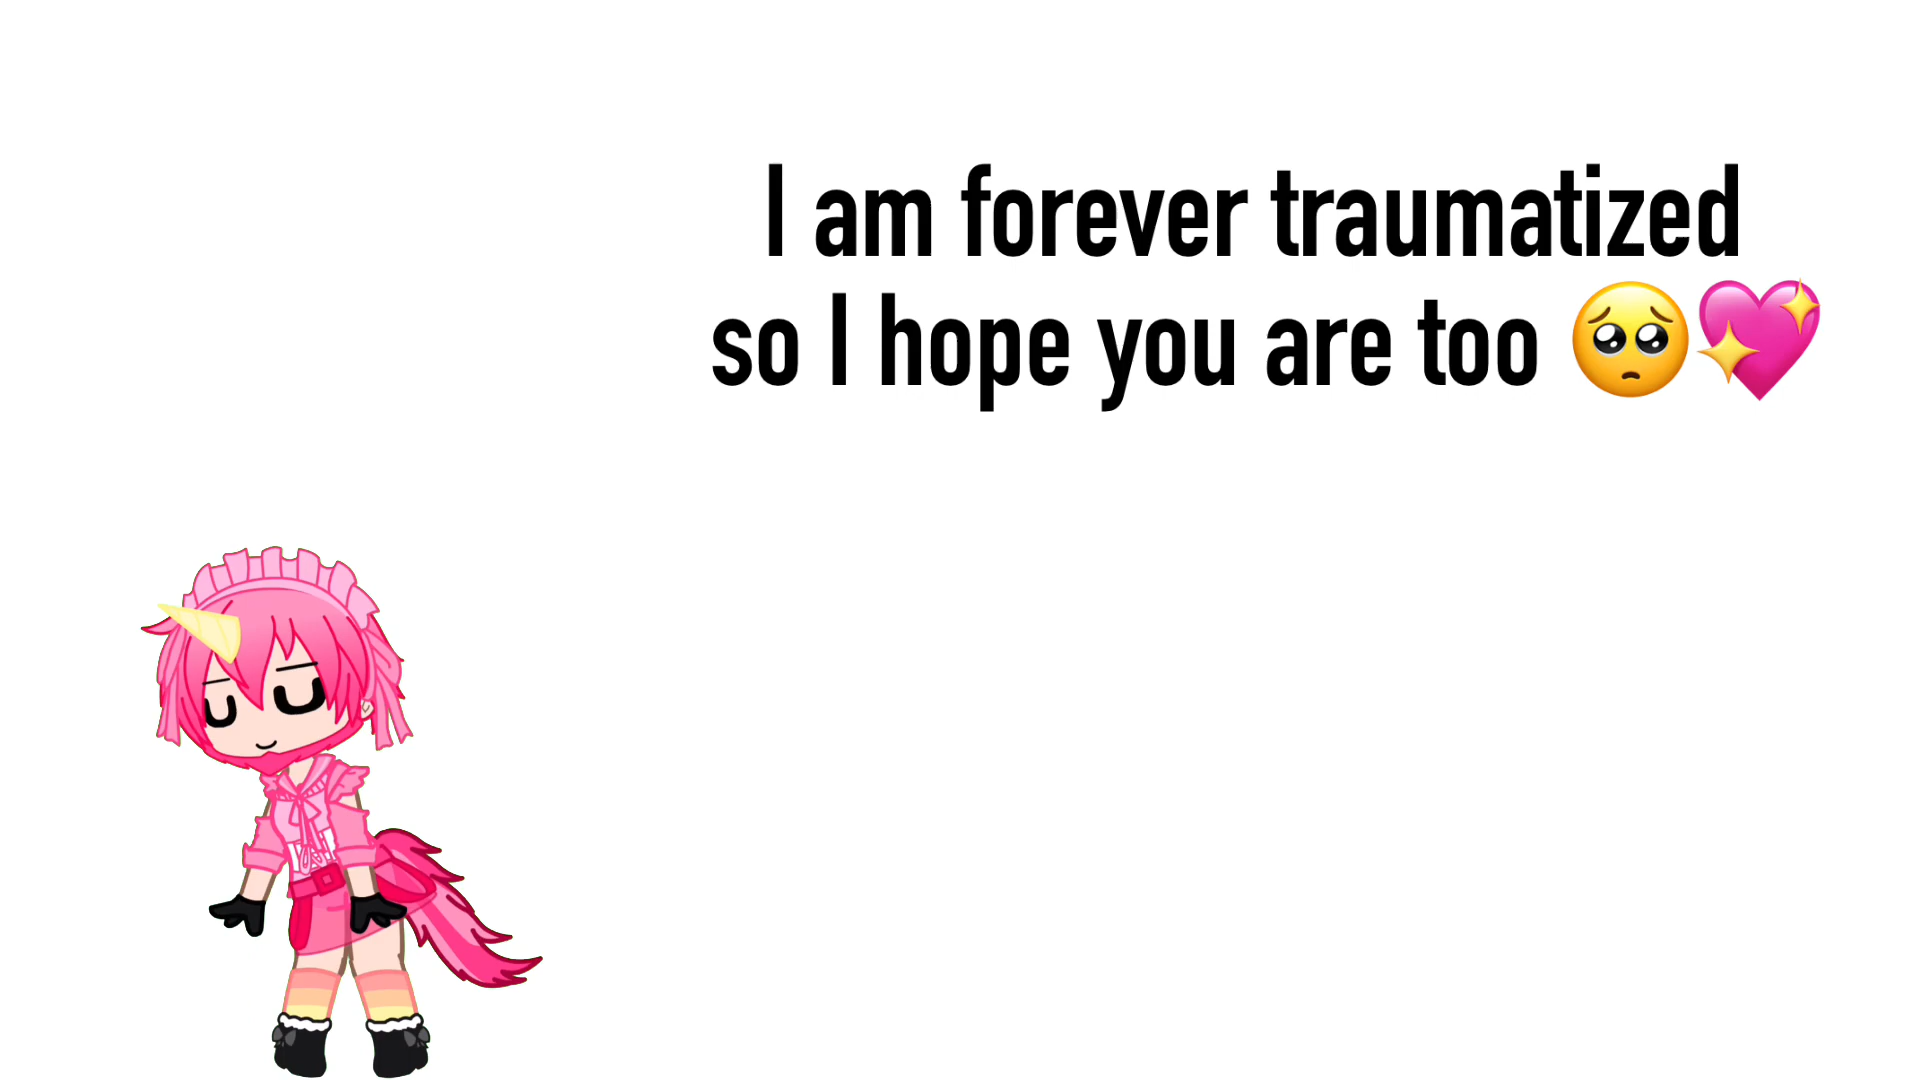 I am forever traumatized
so I hope you are too 🥺💖